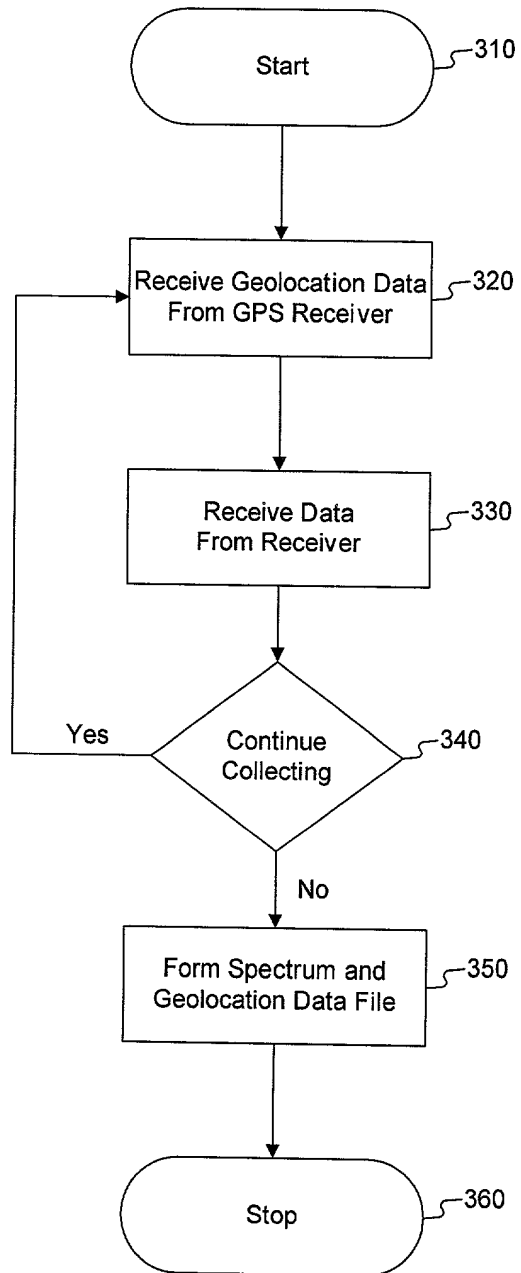 Start
310
Receive Geolocation Data
From GPS Receiver
320
Receive Data
From Receiver
330
Yes
Continue
Collecting
340
No
Form Spectrum and
Geolocation Data File
350
Stop
360